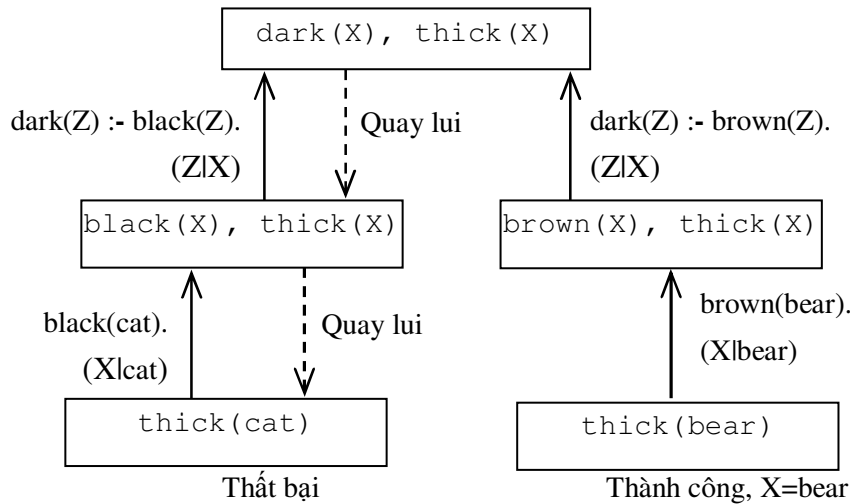 dark(X), thick(X)
dark(Z) :- black(Z).
(Z|X)
Quay lui
dark(Z) :- brown(Z).
(Z|X)
black(X), thick(X)
brown(X), thick(X)
black(cat).
(X|cat)
Quay lui
brown(bear).
(X|bear)
thick(cat)
thick(bear)
Thất bại
Thành công, X=bear